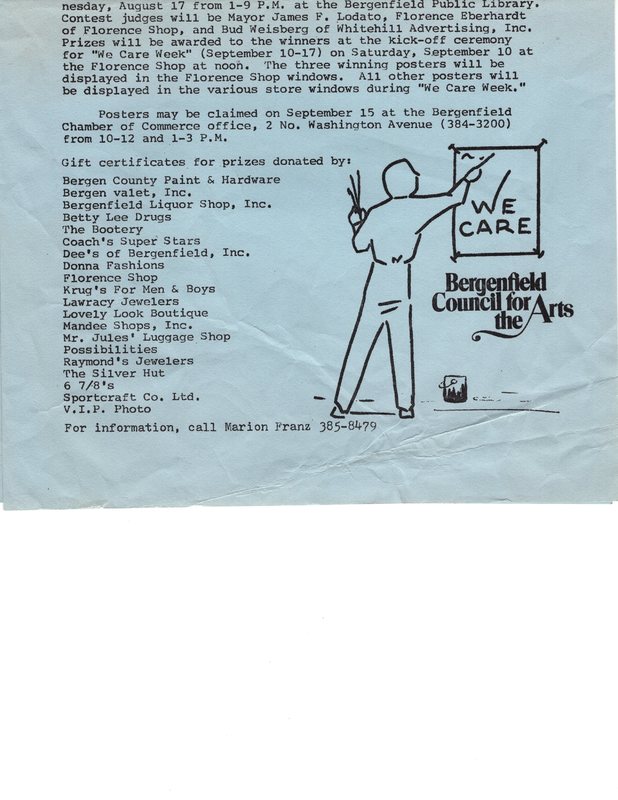 nesday, August 17 from 1-9 P.M. at the Bergenfield Public Library.
Contest judges will be Mayor James F. Lodato, Florence Eberhardt
of Florence Shop, and Bud Weisberg of Whitehill Advertising, Inc.
Prizes will be awarded to the winners at the kick-off ceremony
for "We Care Week" (September 10-17) on Saturday, September 10 at
the Florence Shop at noon. The three winning posters will be
displayed in the Florence Shop windows. All other posters will
be displayed in the various store windows during "We Care Week."
Posters may be claimed on September 15 at the Bergenfield
Chamber of Commerce office, 2 No. Washington Avenue (384-3200)
from 10-12 and 1-3 P.M.
Gift certificates for prizes donated by:
Bergen County Paint & Hardware
Bergen valet, Inc.
Bergenfield Liquor Shop, Inc.
Betty Lee Drugs
The Bootery
Coach's Super Stars
Dee's of Bergenfield, Inc.
Donna Fashions
Florence Shop
Krug's For Men & Boys
Lawracy Jewelers
Lovely Look Boutique
Mandee Shops, Inc.
Mr. Jules' Luggage Shop
Possibilities
Raymond's Jewelers
The Silver Hut
6 7/8's
Sportcraft Co. Ltd.
V.I.P. Photo
For information, call Marion Franz 385-8479
WE
CARE
Bergenfield
Council for
the Arts